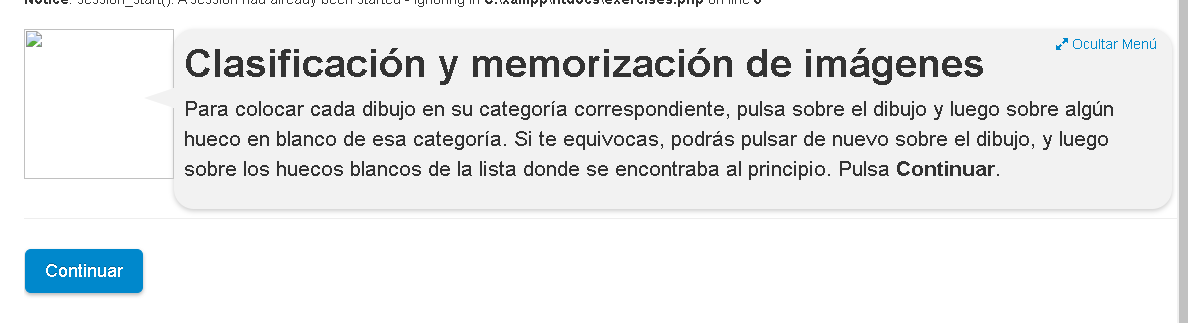 Notice: session_start(): A session had already been started - ignoring in C:\xampp\htdocs\exercises.php on line
Ocultar Menú
Clasificación y memorización de imágenes
Para colocar cada dibujo en su categoría correspondiente, pulsa sobre el dibujo y luego sobre algún
hueco en blanco de esa categoría. Si te equivocas, podrás pulsar de nuevo sobre el dibujo, y luego
sobre los huecos blancos de la lista donde se encontraba al principio. Pulsa Continuar.
Continuar